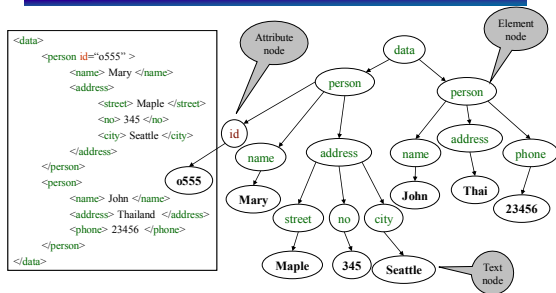 <data>
<person id="o555" >
<name> Mary </name>
<address>
<street> Maple </street>
<no> 345 </no>
<city> Seattle </city>
</address>
</person>
<person>
<name> John </name>
<address> Thailand </address>
<phone> 23456 </phone>
</person>
</data>
Attribute
node
Element
node
data
person
person
id
name
address
name
address
phone
o555
Mary
John
Thai
23456
street
no
city
Maple
345
Seattle
Text
node